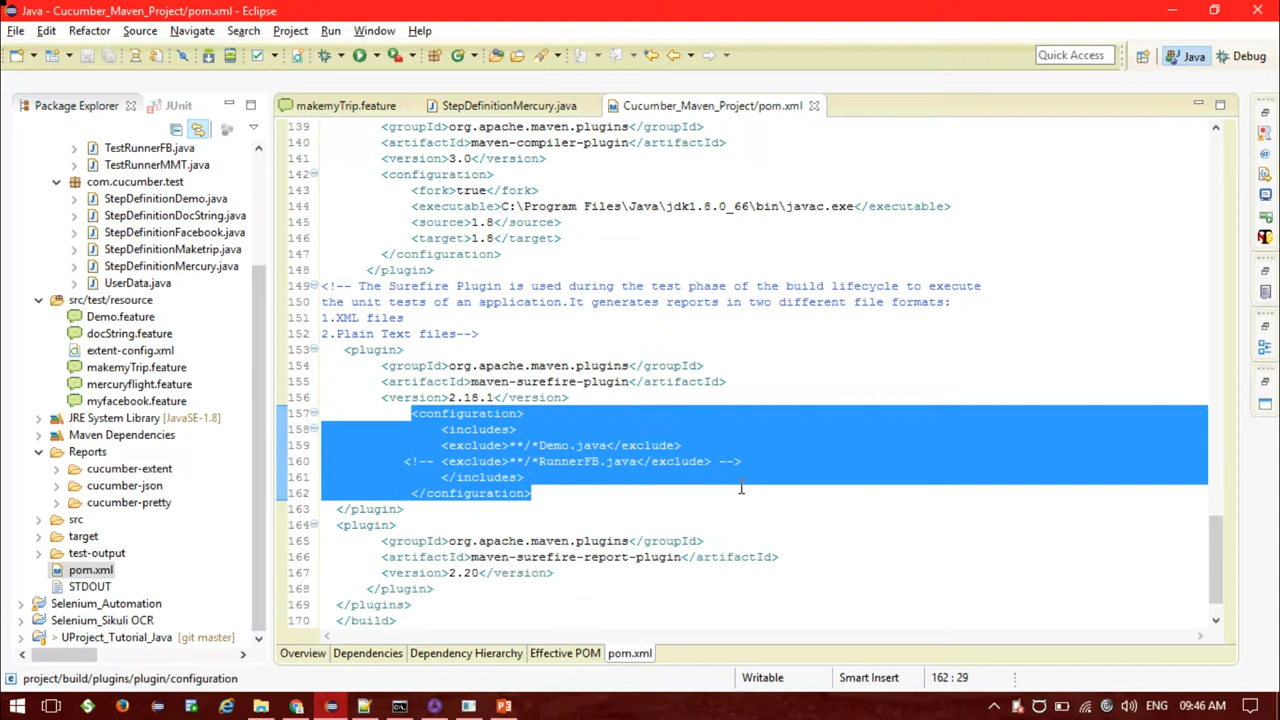 Java - Cucumber_Maven_Project/pom.xml - Eclipse
File Edit Refactor Source Navigate Search Project Run Window Help
Quick Access Java Debug
Package Explorer JUnit
makemyTrip.feature StepDefinitionMercury.java Cucumber_Maven_Project/pom.xml
TestRunnerFB.java
TestRunnerMMT.java
com.cucumber.test
StepDefinitionDemo.java
StepDefinitionDocString.java
StepDefinitionFacebook.java
StepDefinitionMaketrip.java
StepDefinitionMercury.java
UserData.java
src/test/resource
Demo.feature
docString.feature
extent-config.xml
makemyTrip.feature
mercuryflight.feature
myfacebook.feature
JRE System Library [JavaSE-1.8]
Maven Dependencies
Reports
cucumber-extent
cucumber-json
cucumber-pretty
src
target
test-output
pom.xml
STDOUT
Selenium_Automation
Selenium_Sikuli OCR
> UProject_Tutorial_Java [git master]
139 <groupId>org.apache.maven.plugins</groupId>
140 <artifactId>maven-compiler-plugin</artifactId>
141 <version>3.0</version>
142 <configuration>
143 <fork>true</fork>
144 <executable>C:\Program Files\Java\jdk1.8.0_66\bin\javac.exe</executable>
145 <source>1.8</source>
146 <target>1.8</target>
147 </configuration>
148 </plugin>
149 <!-- The Surefire Plugin is used during the test phase of the build lifecycle to execute
150 the unit tests of an application.It generates reports in two different file formats:
151 1.XML files
152 2.Plain Text files-->
153 <plugin>
154 <groupId>org.apache.maven.plugins</groupId>
155 <artifactId>maven-surefire-plugin</artifactId>
156 <version>2.18.1</version>
157 <configuration>
158 <includes>
159 <exclude>**/*Demo.java</exclude>
160 <!-- <exclude>**/*RunnerFB.java</exclude> -->
161 </includes>
162 </configuration>
163 </plugin>
164 <plugin>
165 <groupId>org.apache.maven.plugins</groupId>
166 <artifactId>maven-surefire-report-plugin</artifactId>
167 <version>2.20</version>
168 </plugin>
169 </plugins>
170 </build>
Overview Dependencies Dependency Hierarchy Effective POM pom.xml
project/build/plugins/plugin/configuration Writable Smart Insert 162 : 29
09:46 AM